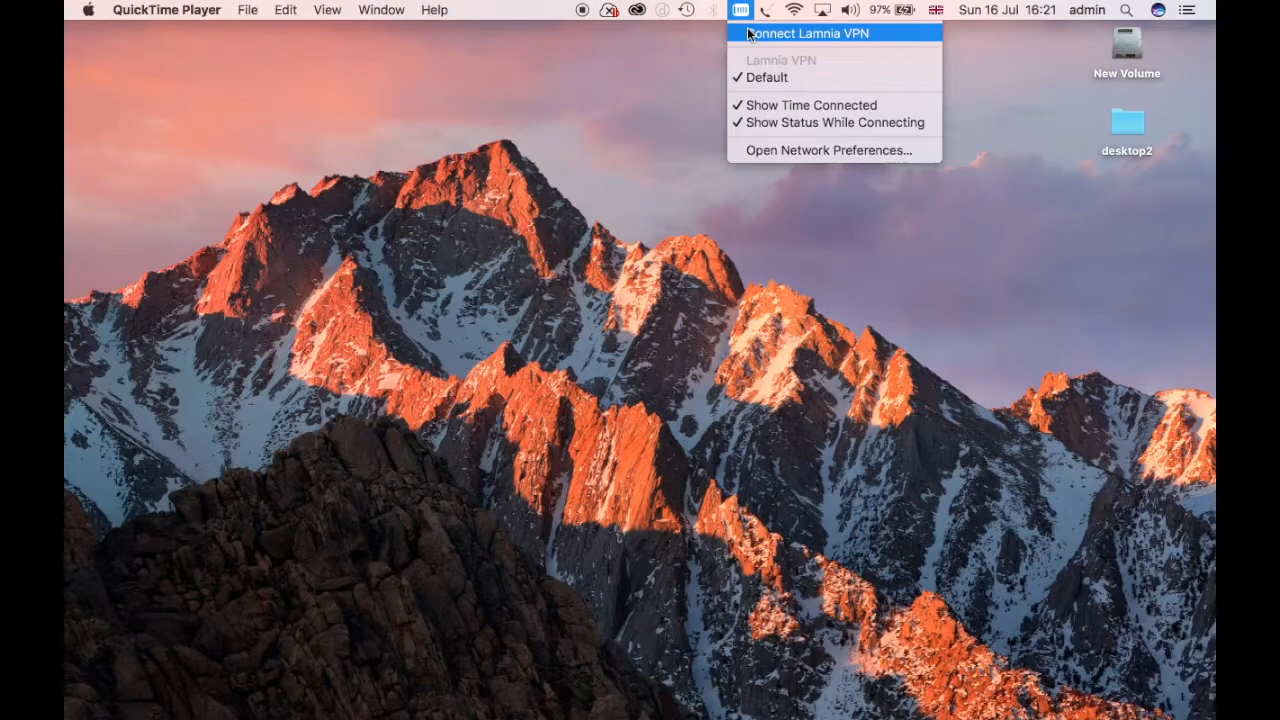 QuickTime Player File Edit View Window Help 97% Sun 16 Jul 16:21 admin
Connect Lamnia VPN
Lamnia VPN
✓ Default
✓ Show Time Connected
✓ Show Status While Connecting
Open Network Preferences...
New Volume
desktop2